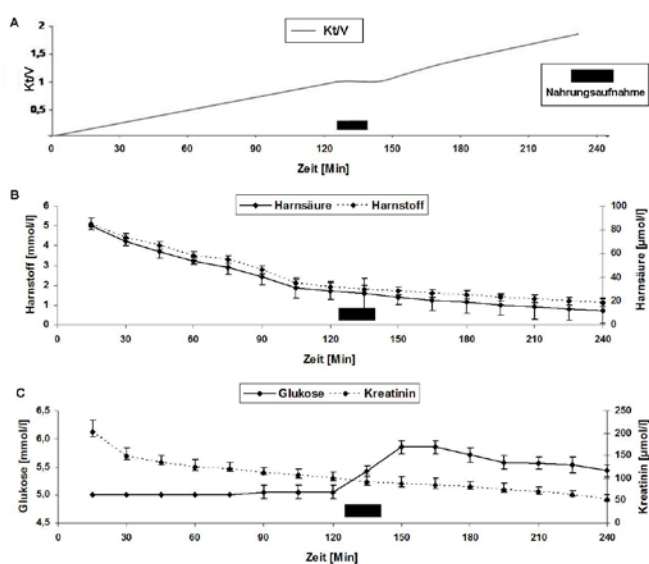 A
Kt/V
2
1,5
1
0,5
Kt/V
0 30 60 90 120 150 180 210 240
Zeit [Min]
Nahrungsaufnahme
B
Harnsäure Harnstoff
Harnstoff [mmol/l]
6
5
4
3
2
1
0
Harnsäure [µmol/l]
100
80
60
40
20
0
0 30 60 90 120 150 180 210 240
Zeit [Min]
C
Glukose Kreatinin
Glukose [mmol/l]
6,5
6,0
5,5
5,0
4,5
Kreatinin [µmol/l]
250
200
150
100
50
0
0 30 60 90 120 150 180 210 240
Zeit [Min]